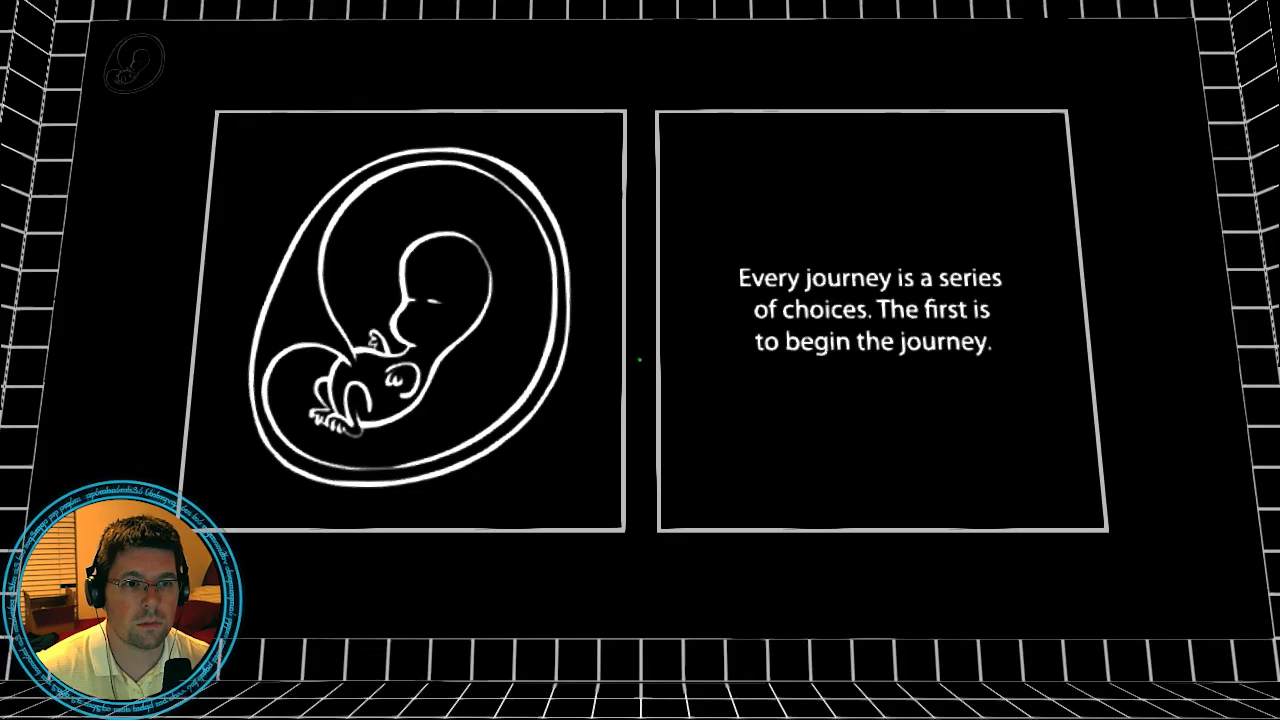 Every journey is a series
of choices. The first is
to begin the journey.